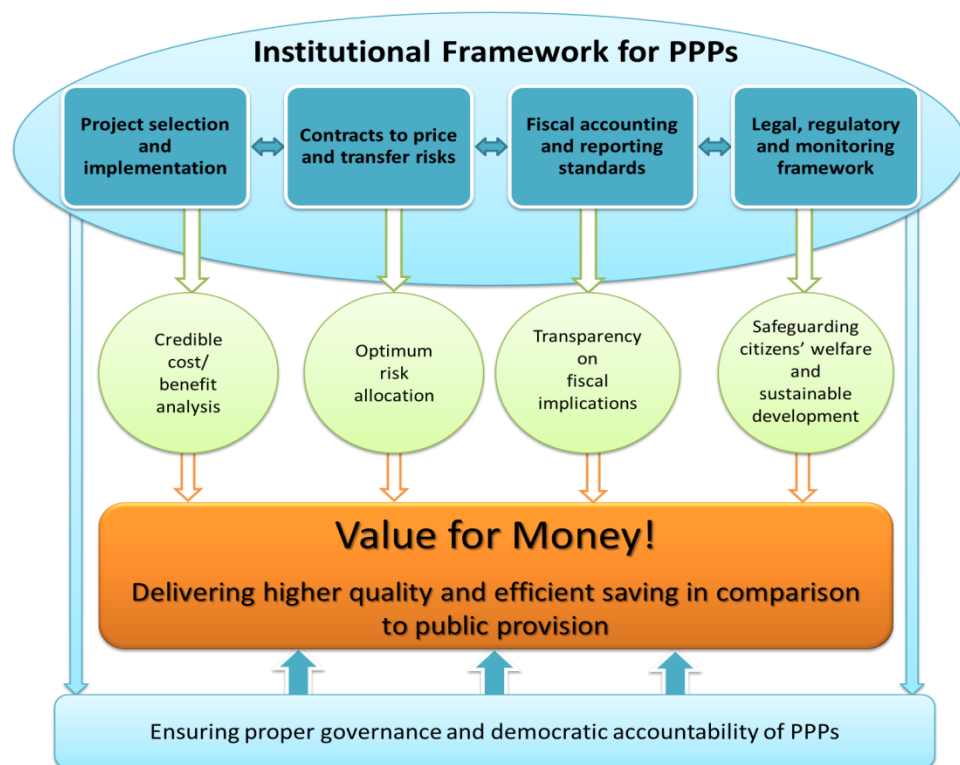 Institutional Framework for PPPs
Project selection
and
implementation
Contracts to price
and transfer risks
Fiscal accounting
and reporting
standards
Legal, regulatory
and monitoring
framework
Credible
cost/
benefit
analysis
Optimum
risk
allocation
Transparency
on
fiscal
implications
Safeguarding
citizens’ welfare
and
sustainable
development
Value for Money!
Delivering higher quality and efficient saving in comparison
to public provision
Ensuring proper governance and democratic accountability of PPPs